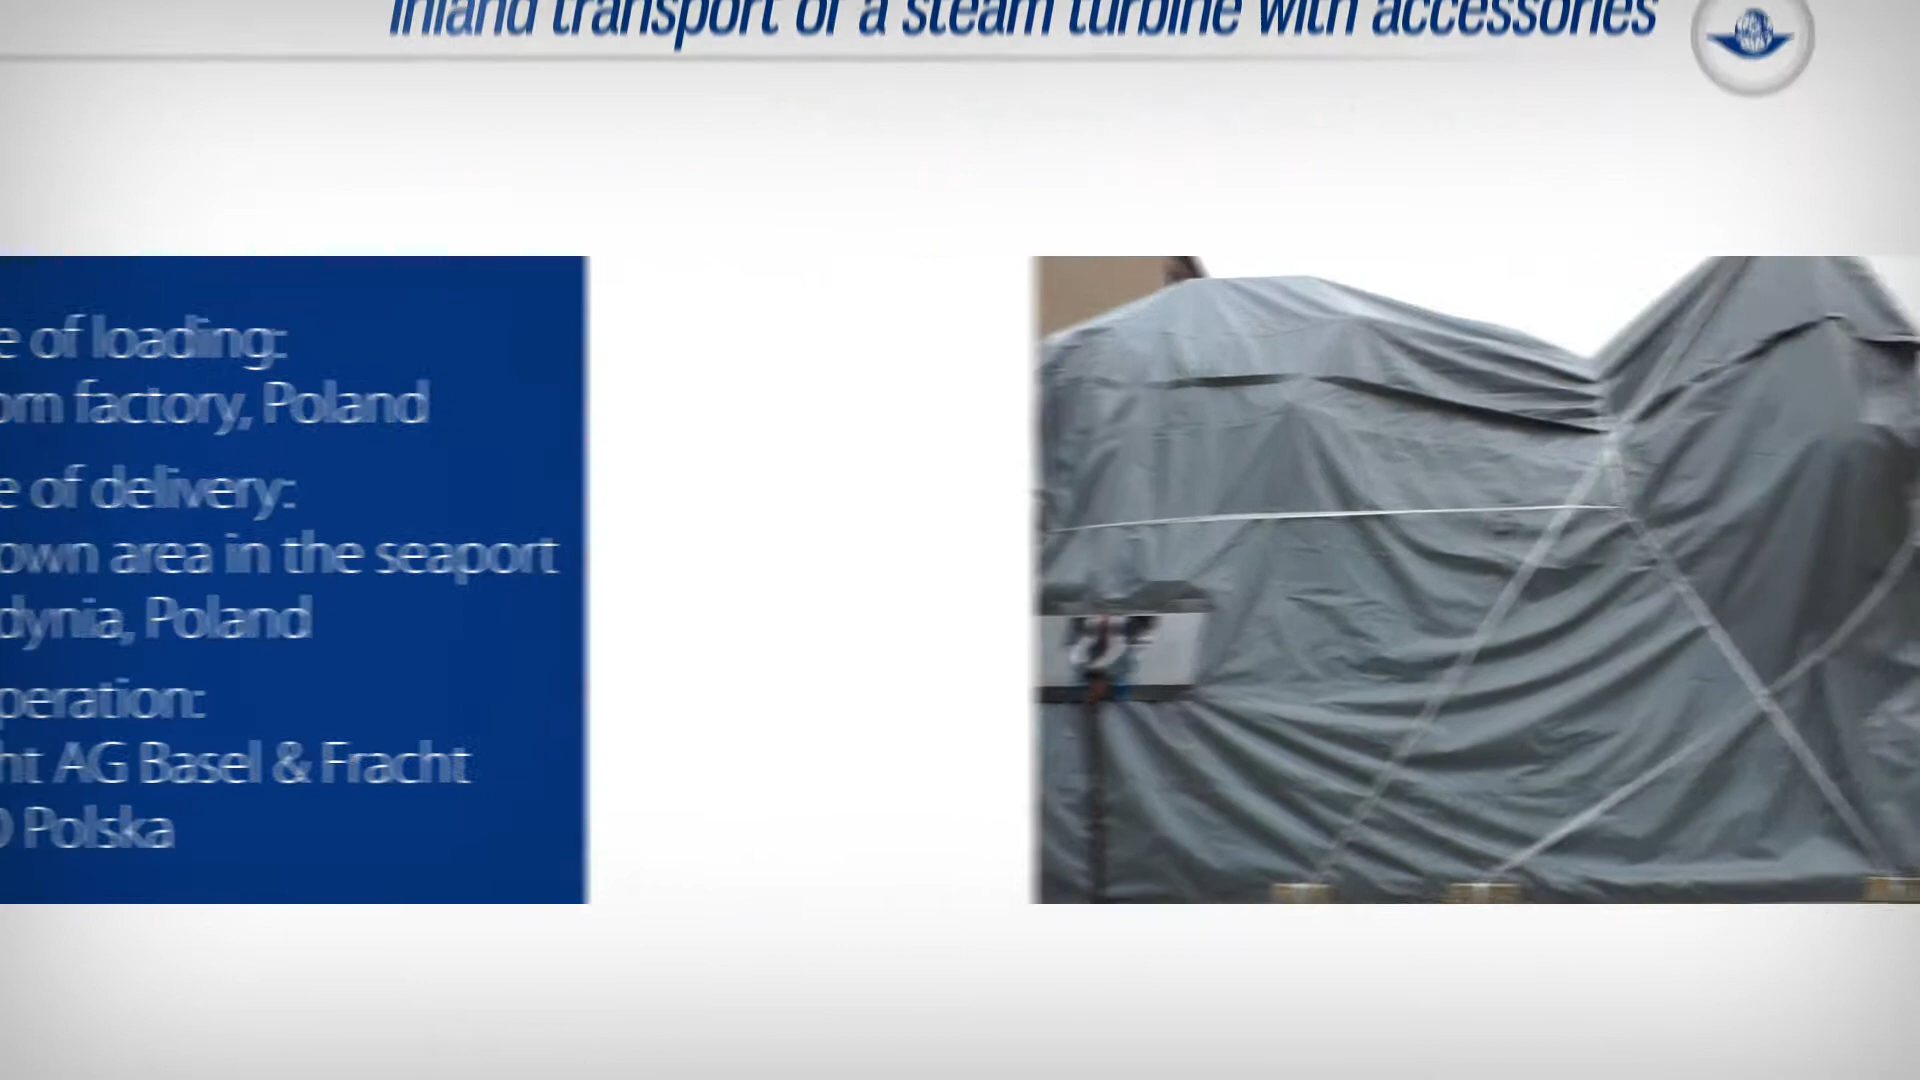 Inland transport of a steam turbine with accessories
e of loading:
om factory, Poland
e of delivery:
own area in the seaport
dynia, Poland
peration:
ht AG Basel & Fracht
Polska